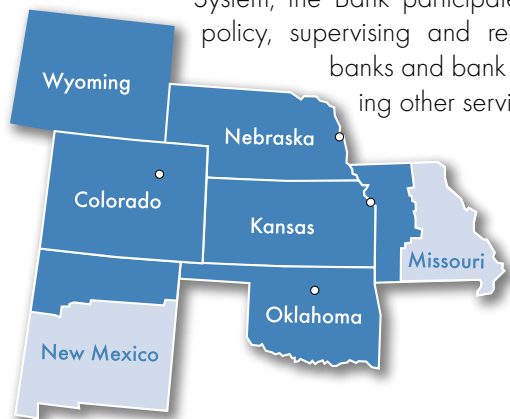 System, the Bank participate
policy, supervising and re
banks and bank
ing other servi
Wyoming
Nebraska
Colorado
Kansas
Missouri
Oklahoma
New Mexico